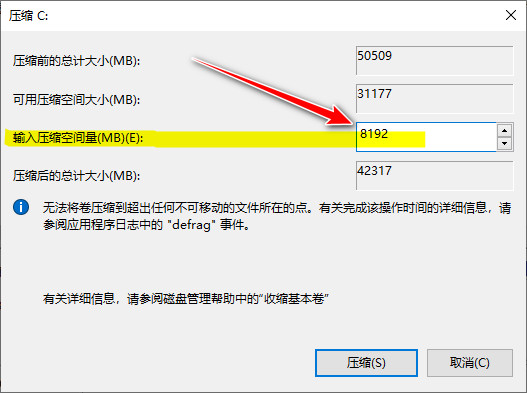 压缩 C:
压缩前的总计大小(MB):
50509
可用压缩空间大小(MB):
31177
输入压缩空间量(MB)(E):
8192
压缩后的总计大小(MB):
42317
无法将卷压缩到超出任何不可移动的文件所在的点。有关完成该操作时间的详细信息，请
参阅应用程序日志中的 "defrag" 事件。
有关详细信息，请参阅磁盘管理帮助中的“收缩基本卷”
压缩(S)
取消(C)